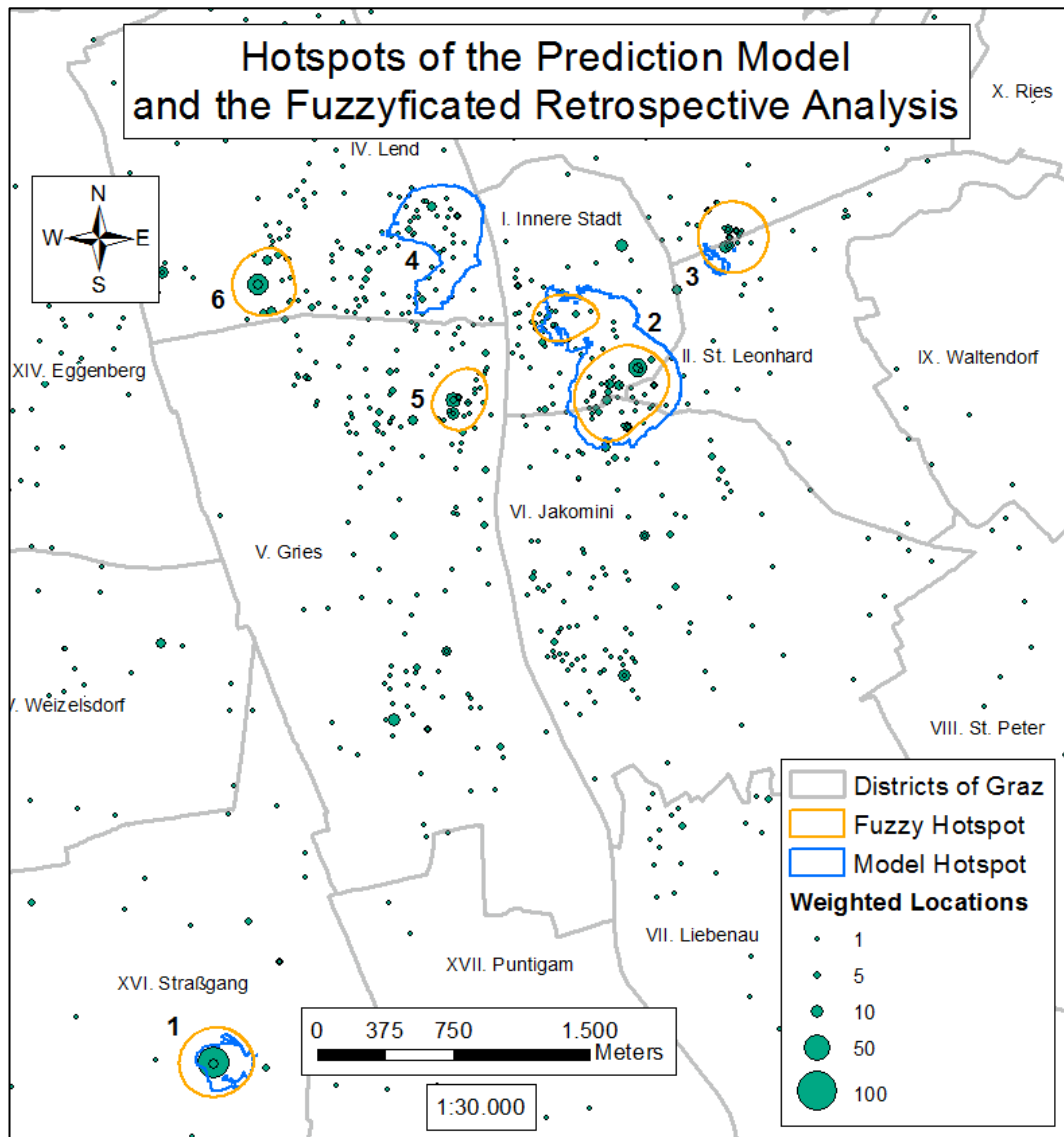 Hotspots of the Prediction Model
and the Fuzzyficated Retrospective Analysis
X. Ries
IV. Lend
N
W E
S
I. Innere Stadt
4
3
6
2
II. St. Leonhard
IX. Waltendorf
XIV. Eggenberg
5
VI. Jakomini
V. Gries
V. Weizelsdorf
VIII. St. Peter
Districts of Graz
Fuzzy Hotspot
Model Hotspot
Weighted Locations
1
5
10
50
100
VII. Liebenau
XVII. Puntigam
XVI. Straßgang
1
0 375 750 1.500
Meters
1:30.000